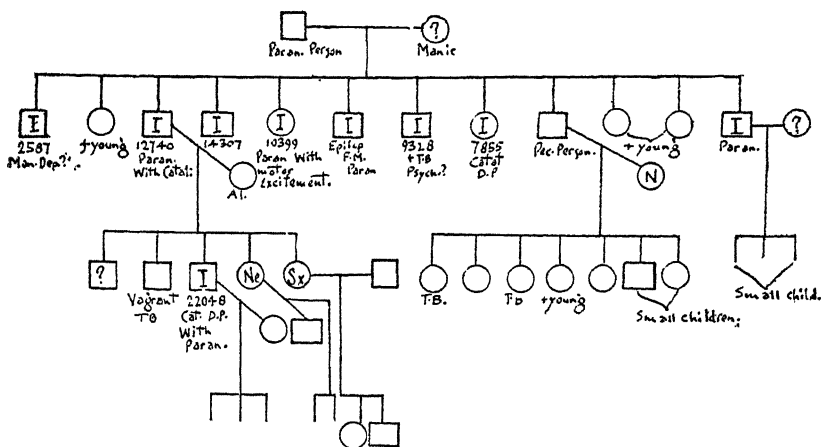 ?
Paran. Person
Manic
I
I
I
I
I
I
I
I
?
2587
Man. Dep.?
+ young
12740
Paran.
With Catat.
14307
10399
Paran With
motor
Excitement.
Epilep
F.M.
Paran
9328
+ TB
Psych.?
7855
Catat
D.P
Pec. Person.
+ young
Paran.
Al.
N
?
I
Ne
Sx
Vagrant
TB
22048
Cat. D.P.
With
Paran.
T.B.
T.B
+ young
Small children.
Small child.